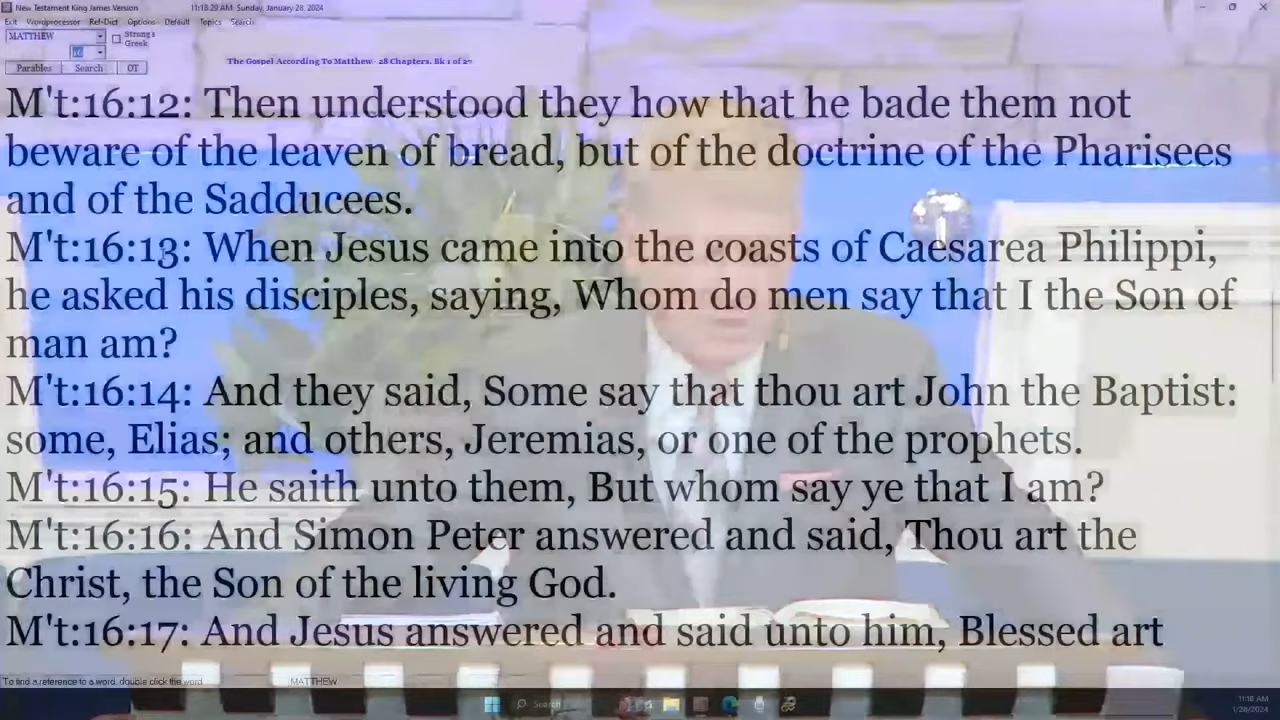 New Testament King James Version 11:18:29 AM: Sunday, January 28, 2024
Exit Wordprocessor Ref-Dict Options Default Topics Search
MATTHEW Strong's
Greek
Parables Search OT
The Gospel According To Matthew - 28 Chapters. Bk 1 of 27
M't:16:12: Then understood they how that he bade them not
beware of the leaven of bread, but of the doctrine of the Pharisees
and of the Sadducees.
M't:16:13: When Jesus came into the coasts of Caesarea Philippi,
he asked his disciples, saying, Whom do men say that I the Son of
man am?
M't:16:14: And they said, Some say that thou art John the Baptist:
some, Elias; and others, Jeremias, or one of the prophets.
M't:16:15: He saith unto them, But whom say ye that I am?
M't:16:16: And Simon Peter answered and said, Thou art the
Christ, the Son of the living God.
M't:16:17: And Jesus answered and said unto him, Blessed art
To find a reference to a word, double click the word. MATTHEW
Search
11:18 AM
1/28/2024